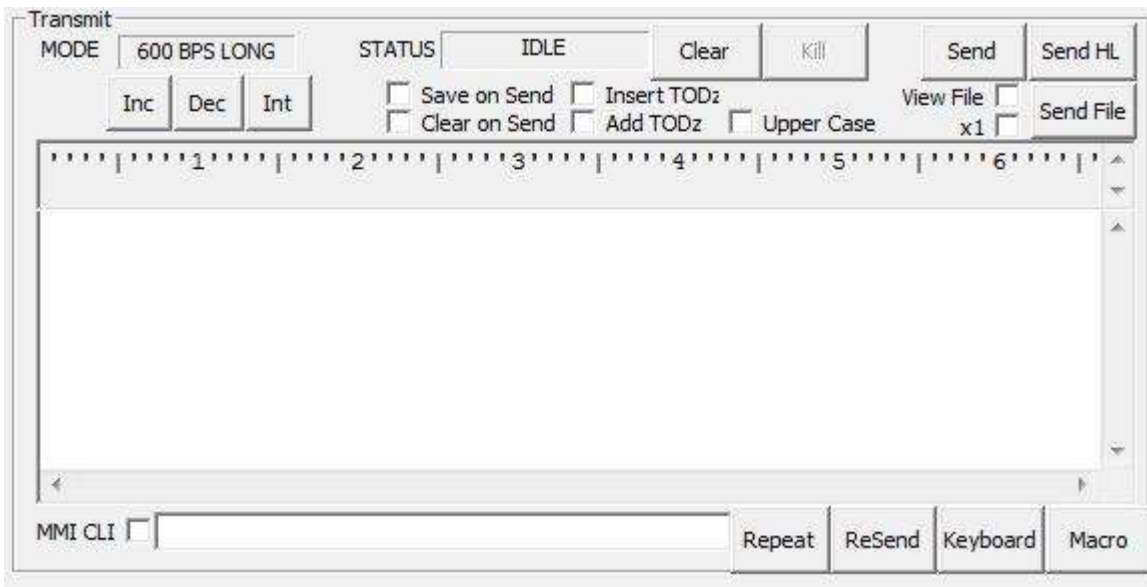 Transmit
MODE 600 BPS LONG STATUS IDLE Clear Kill Send Send HL
Inc Dec Int Save on Send Insert TODz View File Send File
Clear on Send Add TODz Upper Case x1
''''|''''1''''|''''2''''|''''3''''|''''4''''|''''5''''|''''6''''|'
MMI CLI Repeat ReSend Keyboard Macro